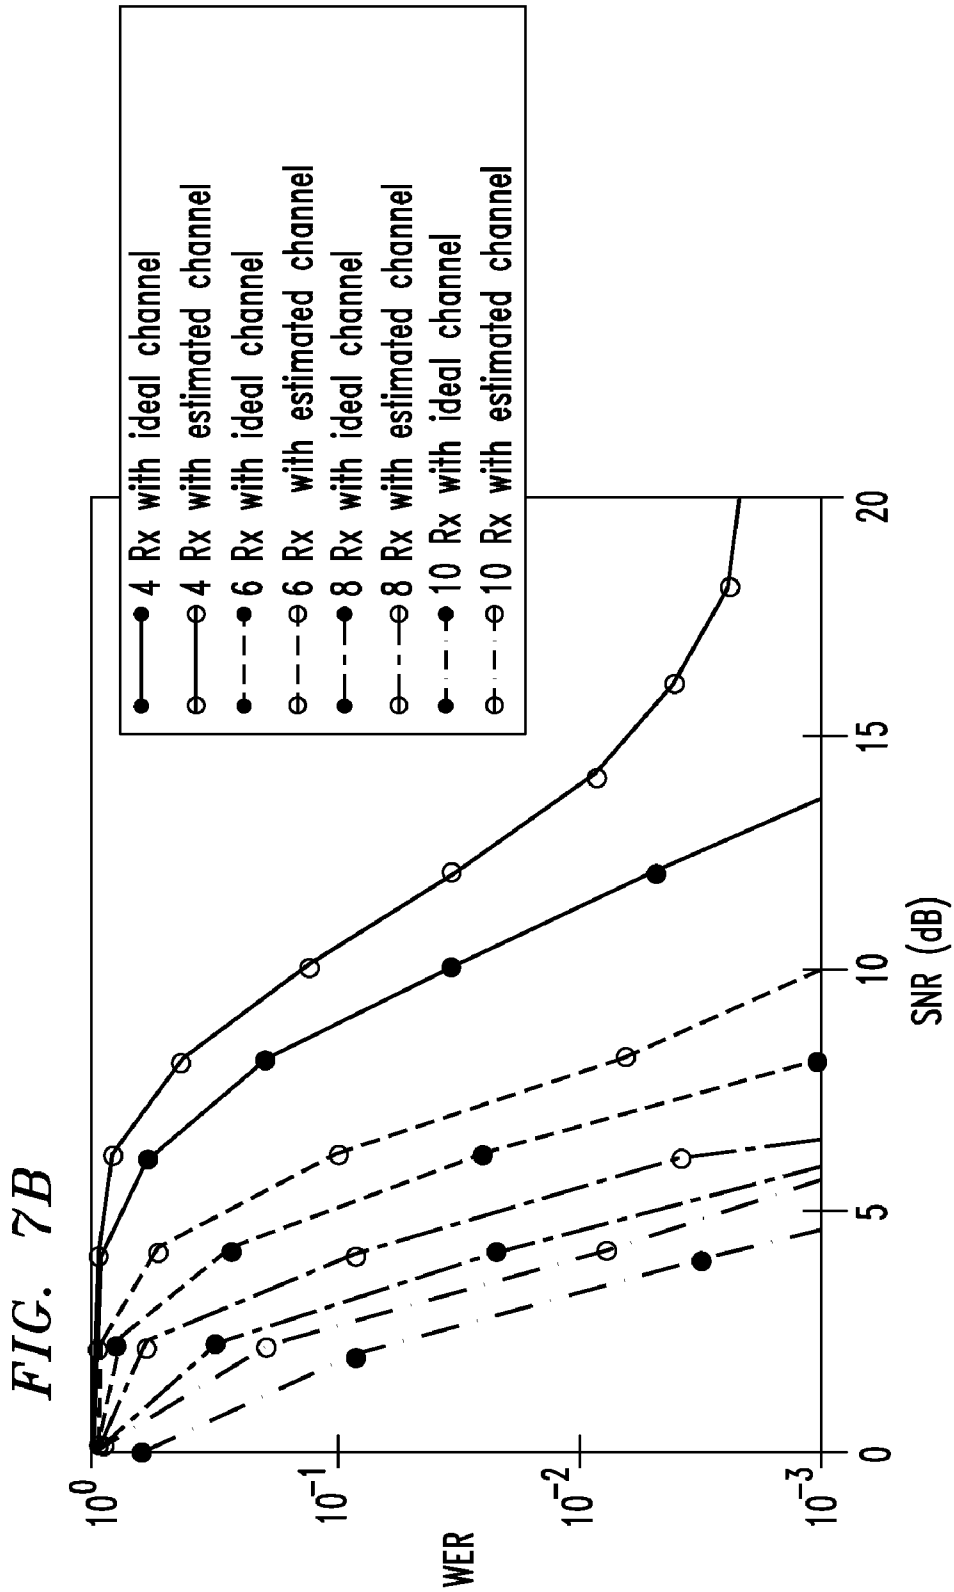 FIG. 7B
4 Rx with ideal channel
4 Rx with estimated channel
6 Rx with ideal channel
6 Rx with estimated channel
8 Rx with ideal channel
8 Rx with estimated channel
10 Rx with ideal channel
10 Rx with estimated channel
WER
10⁰
10⁻¹
10⁻²
10⁻³
0 5 10 15 20
SNR (dB)